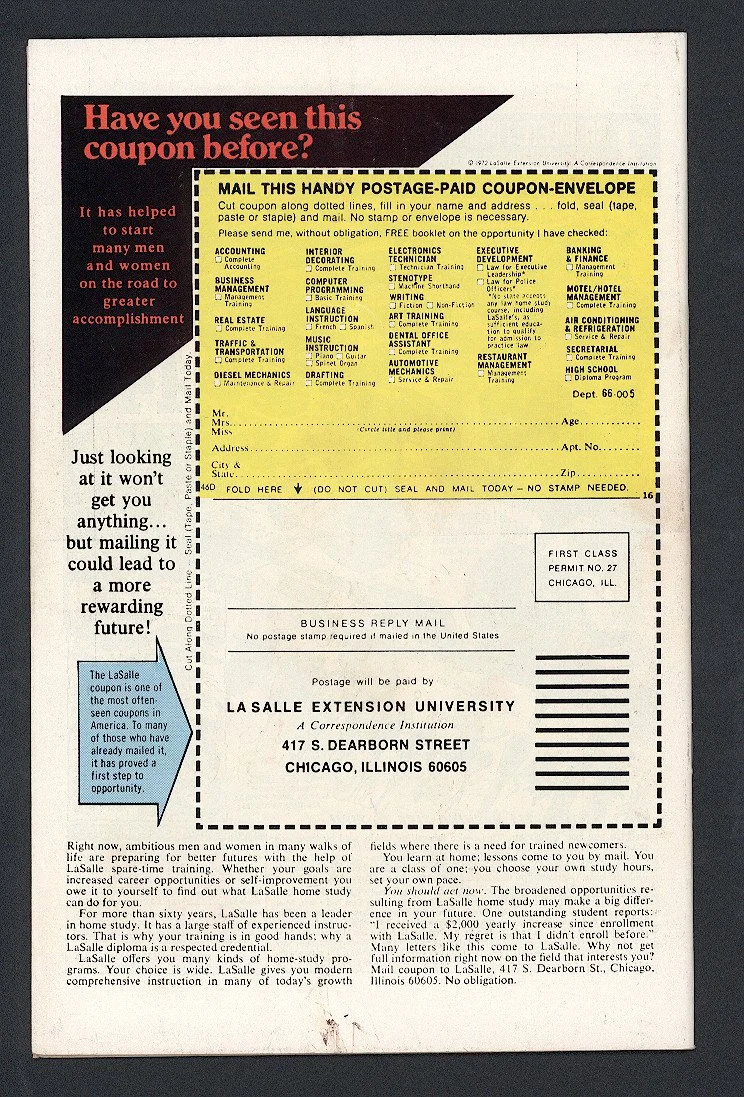 Have you seen this
coupon before?
© 1972 LaSalle Extension University: A Correspondence Institution
It has helped
to start
many men
and women
on the road to
greater
accomplishment
MAIL THIS HANDY POSTAGE-PAID COUPON-ENVELOPE
Cut coupon along dotted lines, fill in your name and address . . . fold, seal (tape,
paste or staple) and mail. No stamp or envelope is necessary.
Please send me, without obligation, FREE booklet on the opportunity I have checked:
ACCOUNTING
☐ Complete
Accounting
BUSINESS
MANAGEMENT
☐ Management
Training
REAL ESTATE
☐ Complete Training
TRAFFIC &
TRANSPORTATION
☐ Complete Training
DIESEL MECHANICS
☐ Maintenance & Repair
INTERIOR
DECORATING
☐ Complete Training
COMPUTER
PROGRAMMING
☐ Basic Training
LANGUAGE
INSTRUCTION
☐ French ☐ Spanish
MUSIC
INSTRUCTION
☐ Piano ☐ Guitar
☐ Spinet Organ
DRAFTING
☐ Complete Training
ELECTRONICS
TECHNICIAN
☐ Technician Training
STENOTYPE
☐ Machine Shorthand
WRITING
☐ Fiction ☐ Non-Fiction
ART TRAINING
☐ Complete Training
DENTAL OFFICE
ASSISTANT
☐ Complete Training
AUTOMOTIVE
MECHANICS
☐ Service & Repair
EXECUTIVE
DEVELOPMENT
☐ Law for Executive
Leadership*
☐ Law for Police
Officers*
*No state accepts
any law home study
course, including
LaSalle's, as
sufficient educa-
tion to qualify
for admission to
practice law
RESTAURANT
MANAGEMENT
☐ Management
Training
BANKING
& FINANCE
☐ Management
Training
MOTEL/HOTEL
MANAGEMENT
☐ Complete Training
AIR CONDITIONING
& REFRIGERATION
☐ Service & Repair
SECRETARIAL
☐ Complete Training
HIGH SCHOOL
☐ Diploma Program
Dept. 66-005
Mr.
Mrs. Age
Miss (Circle title and please print)
Address Apt. No.
City &
State Zip
46D FOLD HERE (DO NOT CUT) SEAL AND MAIL TODAY – NO STAMP NEEDED. 16
Cut Along Dotted Line — Seal (Tape, Paste or Staple) and Mail Today.
Just looking
at it won't
get you
anything...
but mailing it
could lead to
a more
rewarding
future!
The LaSalle
coupon is one of
the most often-
seen coupons in
America. To many
of those who have
already mailed it,
it has proved a
first step to
opportunity.
FIRST CLASS
PERMIT NO. 27
CHICAGO, ILL.
BUSINESS REPLY MAIL
No postage stamp required if mailed in the United States
Postage will be paid by
LA SALLE EXTENSION UNIVERSITY
A Correspondence Institution
417 S. DEARBORN STREET
CHICAGO, ILLINOIS 60605
Right now, ambitious men and women in many walks of
life are preparing for better futures with the help of
LaSalle spare-time training. Whether your goals are
increased career opportunities or self-improvement you
owe it to yourself to find out what LaSalle home study
can do for you.
For more than sixty years, LaSalle has been a leader
in home study. It has a large staff of experienced instruc-
tors. That is why your training is in good hands; why a
LaSalle diploma is a respected credential.
LaSalle offers you many kinds of home-study pro-
grams. Your choice is wide. LaSalle gives you modern
comprehensive instruction in many of today's growth
fields where there is a need for trained newcomers.
You learn at home; lessons come to you by mail. You
are a class of one; you choose your own study hours,
set your own pace.
You should act now. The broadened opportunities re-
sulting from LaSalle home study may make a big differ-
ence in your future. One outstanding student reports:
"I received a $2,000 yearly increase since enrollment
with LaSalle. My regret is that I didn't enroll before."
Many letters like this come to LaSalle. Why not get
full information right now on the field that interests you?
Mail coupon to LaSalle, 417 S. Dearborn St., Chicago,
Illinois 60605. No obligation.